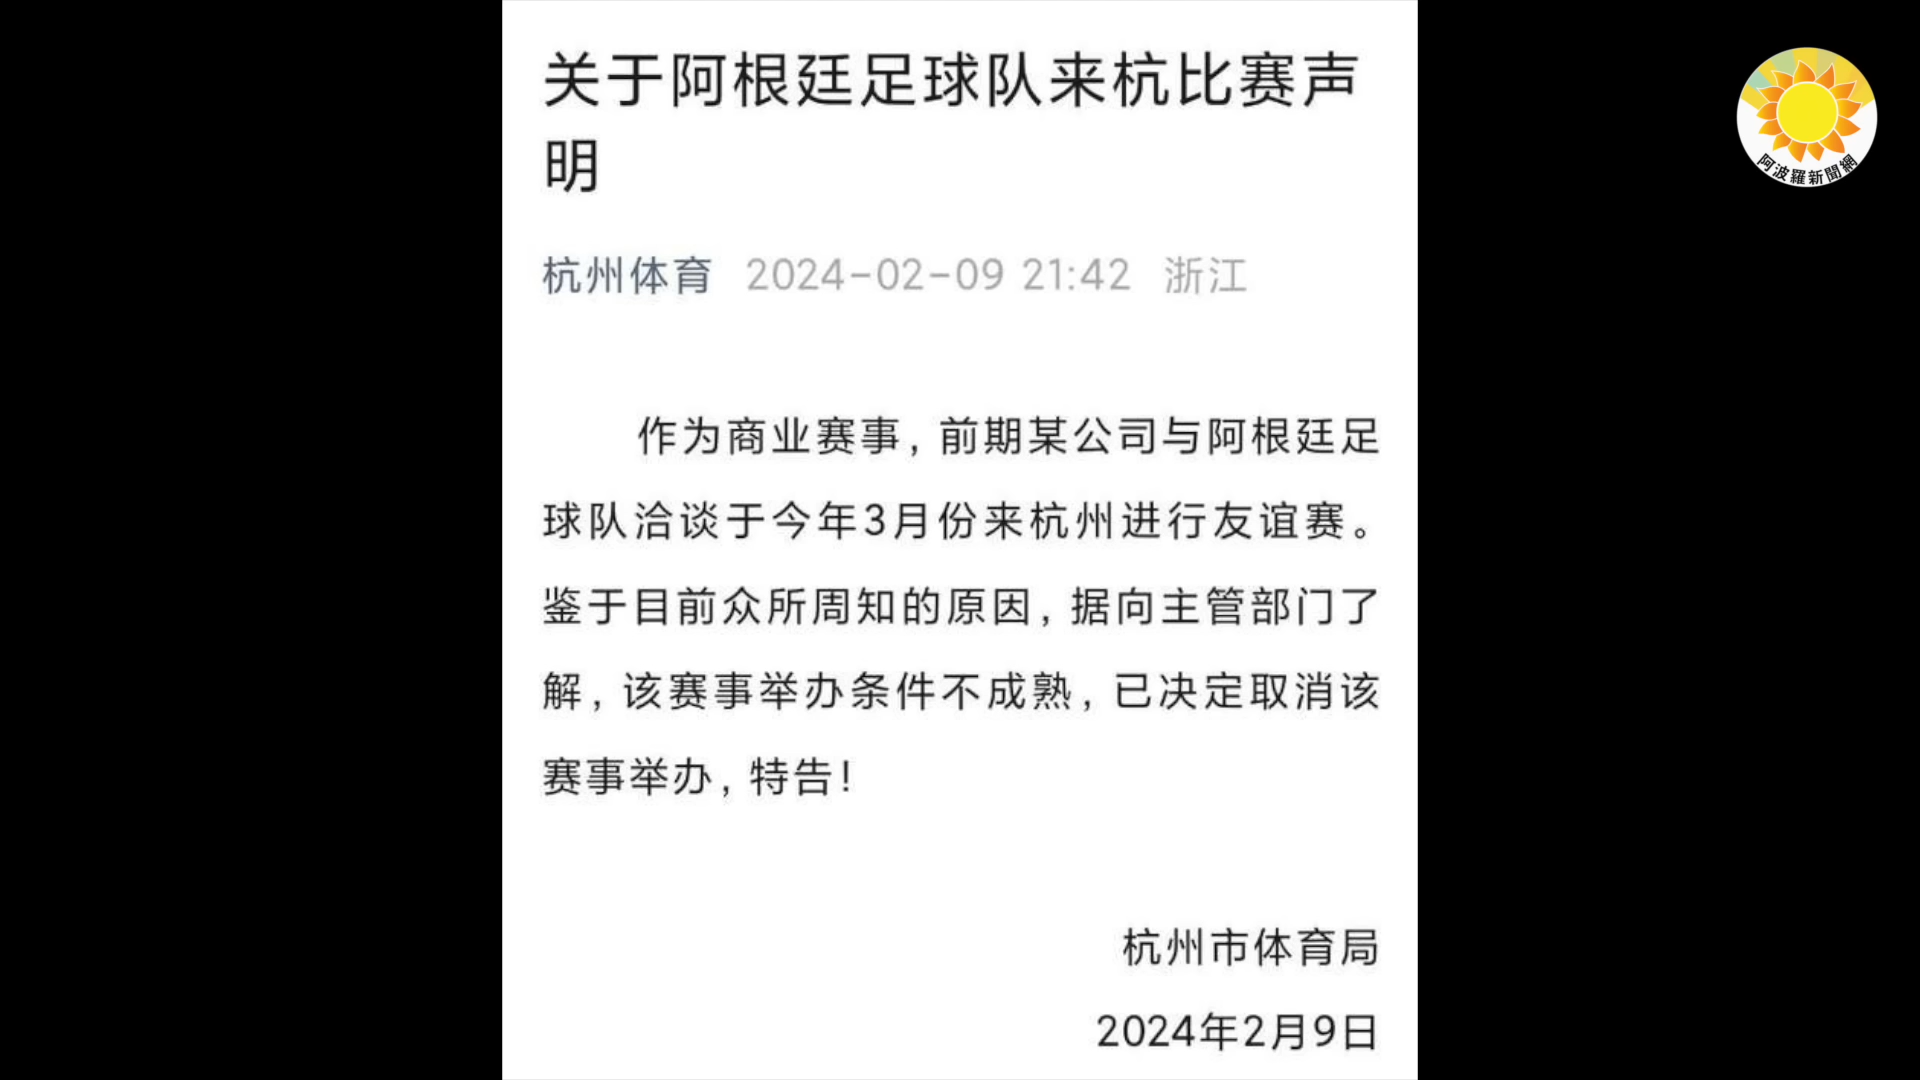 关于阿根廷足球队来杭比赛声
明
杭州体育 2024-02-09 21:42 浙江
作为商业赛事，前期某公司与阿根廷足
球队洽谈于今年3月份来杭州进行友谊赛。
鉴于目前众所周知的原因，据向主管部门了
解，该赛事举办条件不成熟，已决定取消该
赛事举办，特告！
杭州市体育局
2024年2月9日
阿波羅新聞網